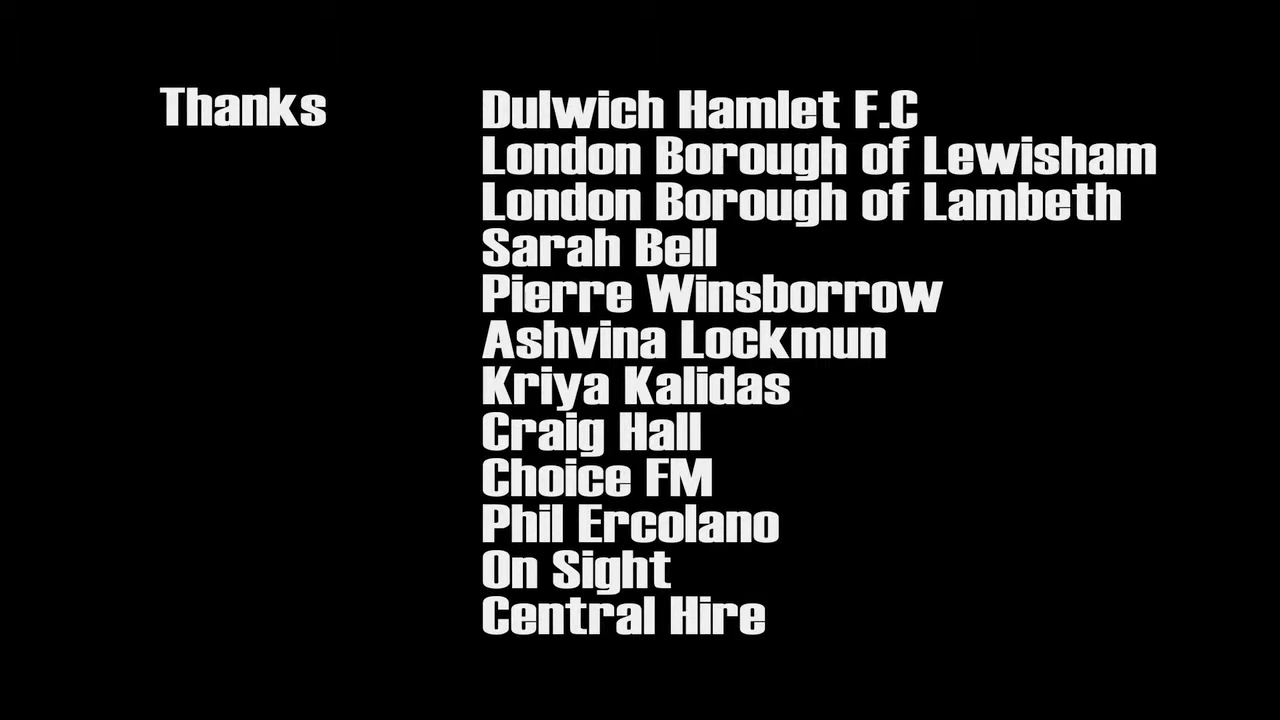 Thanks
Dulwich Hamlet F.C
London Borough of Lewisham
London Borough of Lambeth
Sarah Bell
Pierre Winsborrow
Ashvina Lockmun
Kriya Kalidas
Craig Hall
Choice FM
Phil Ercolano
On Sight
Central Hire